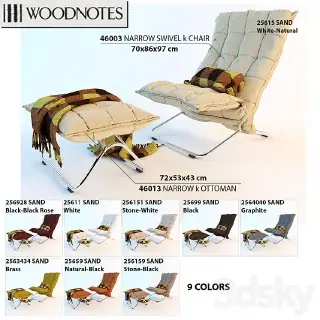 WOODNOTES
46003 NARROW SWIVEL k CHAIR
70x86x97 cm
25615 SAND
White-Natural
72x53x43 cm
46013 NARROW k OTTOMAN
256928 SAND
Black-Black Rose
25611 SAND
White
256151 SAND
Stone-White
25699 SAND
Black
2564040 SAND
Graphite
2563434 SAND
Brass
25659 SAND
Natural-Black
256159 SAND
Stone-Black
9 COLORS
3dsky